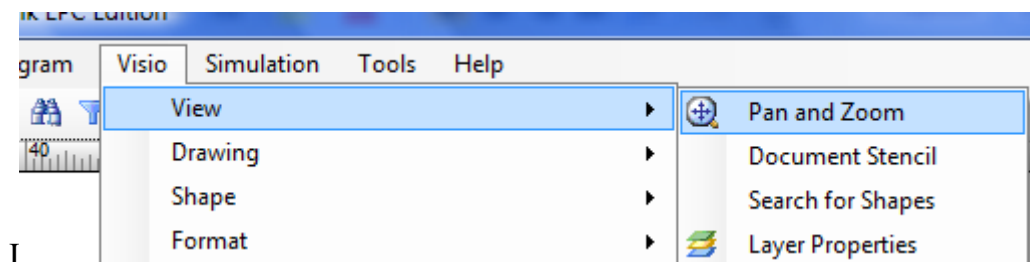 Edition
gram Visio Simulation Tools Help
View Pan and Zoom
40
Drawing Document Stencil
Shape Search for Shapes
Format Layer Properties